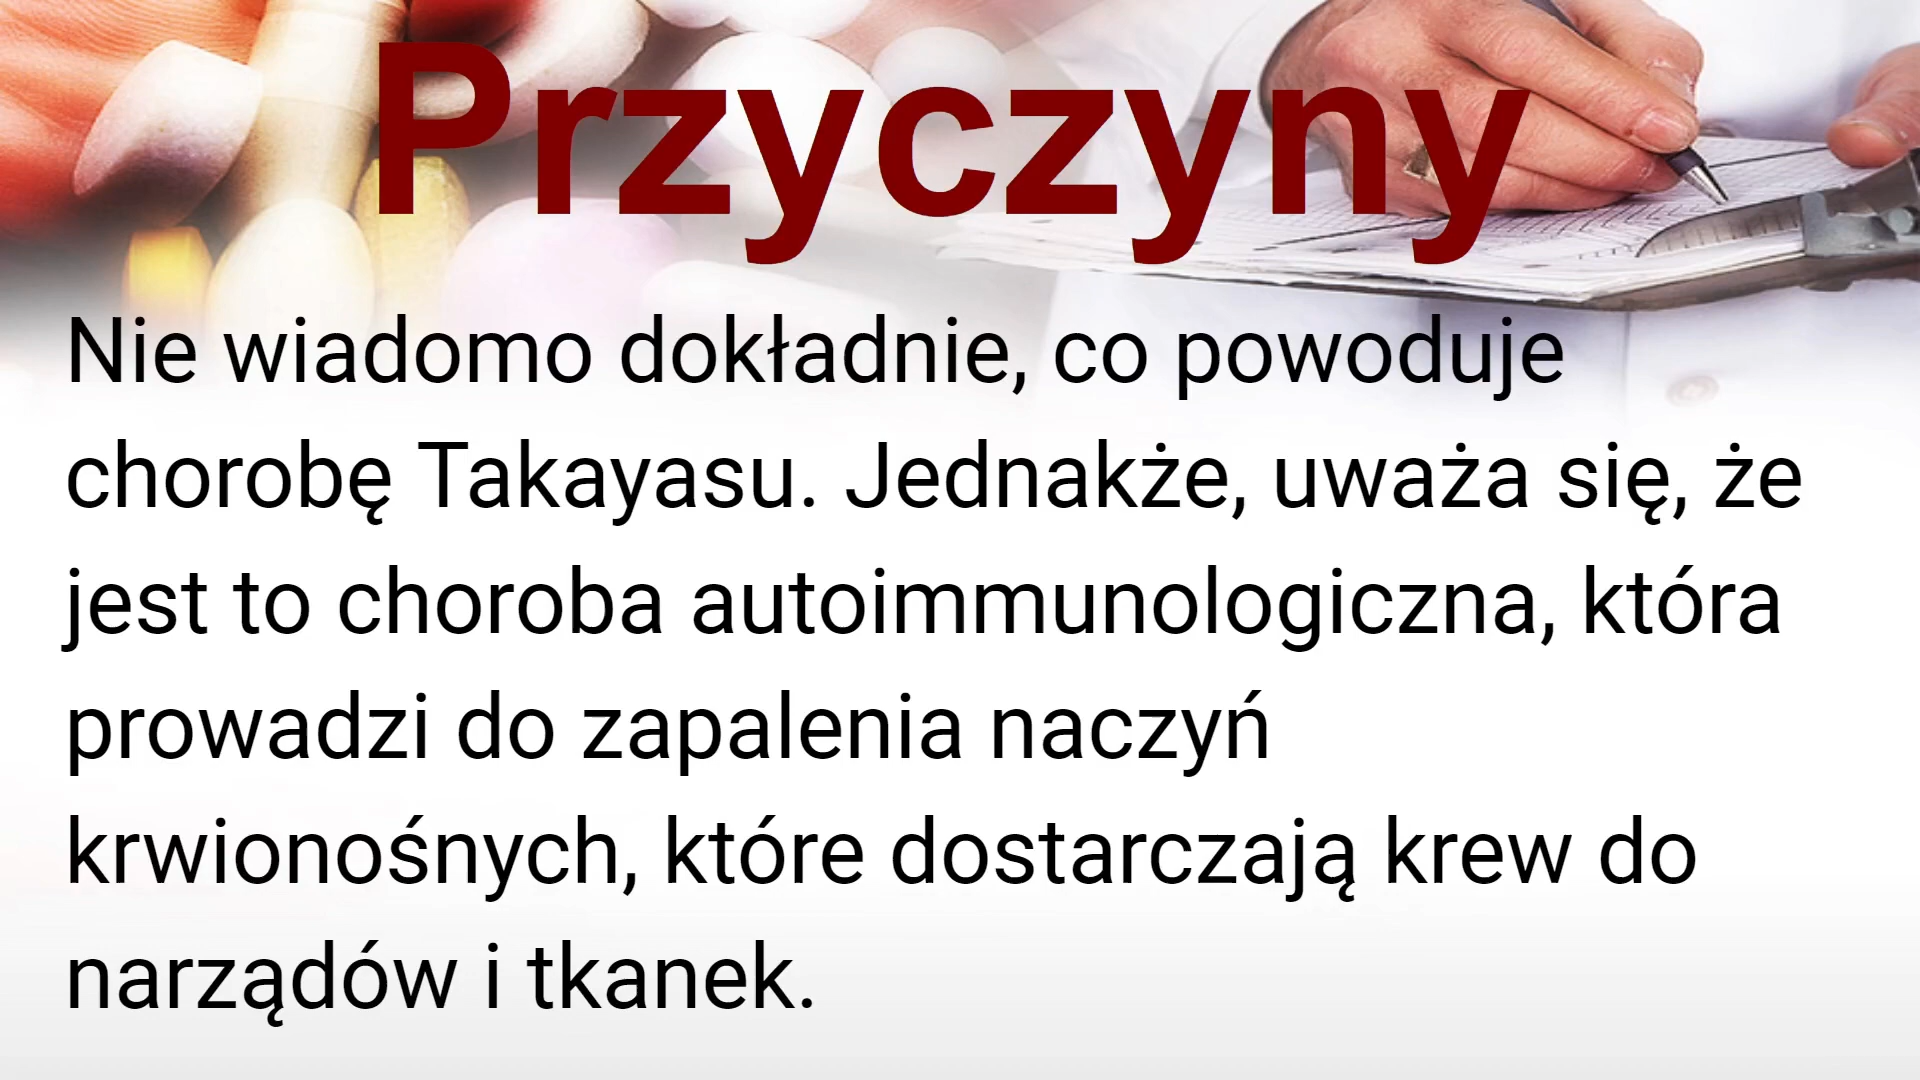 Przyczyny
Nie wiadomo dokładnie, co powoduje
chorobę Takayasu. Jednakże, uważa się, że
jest to choroba autoimmunologiczna, która
prowadzi do zapalenia naczyń
krwionośnych, które dostarczają krew do
narządów i tkanek.